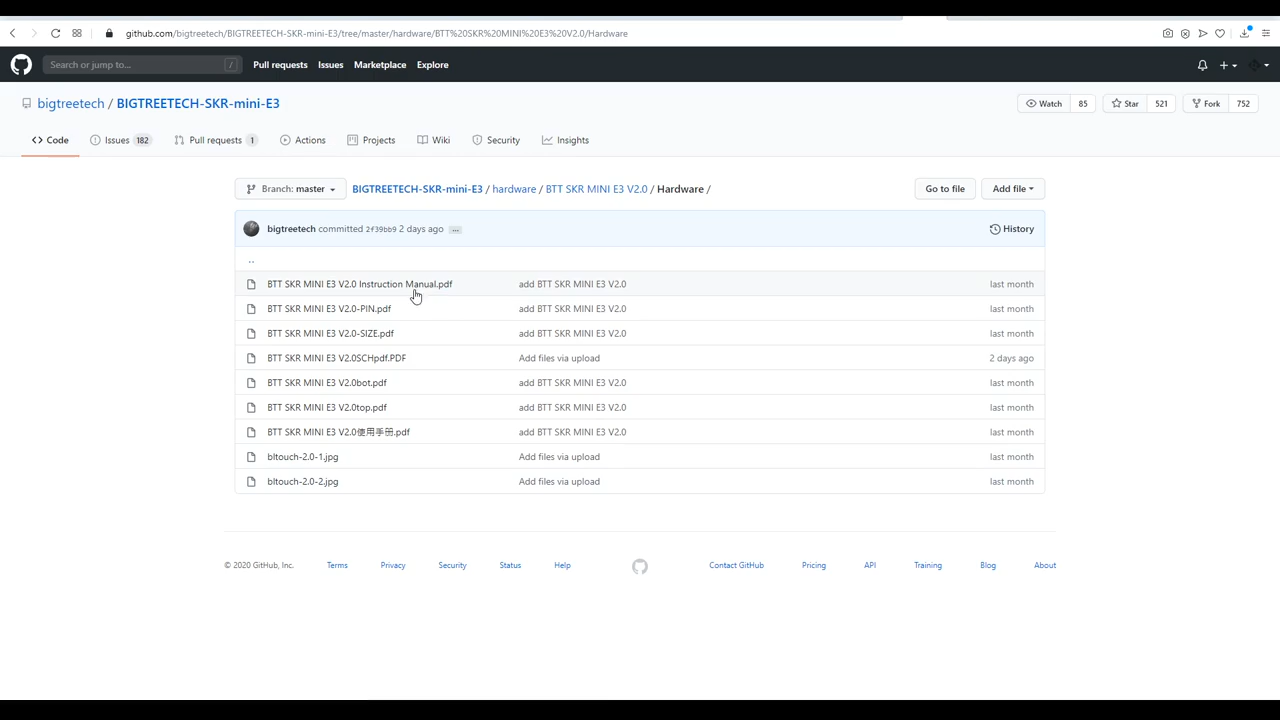 github.com/bigtreetech/BIGTREETECH-SKR-mini-E3/tree/master/hardware/BTT%20SKR%20MINI%20E3%20V2.0/Hardware
Search or jump to... / Pull requests Issues Marketplace Explore
bigtreetech / BIGTREETECH-SKR-mini-E3 Watch 85 Star 521 Fork 752
Code Issues 182 Pull requests 1 Actions Projects Wiki Security Insights
Branch: master BIGTREETECH-SKR-mini-E3 / hardware / BTT SKR MINI E3 V2.0 / Hardware / Go to file Add file
bigtreetech committed 2f39bb9 2 days ago ... History
..
BTT SKR MINI E3 V2.0 Instruction Manual.pdf add BTT SKR MINI E3 V2.0 last month
BTT SKR MINI E3 V2.0-PIN.pdf add BTT SKR MINI E3 V2.0 last month
BTT SKR MINI E3 V2.0-SIZE.pdf add BTT SKR MINI E3 V2.0 last month
BTT SKR MINI E3 V2.0SCHpdf.PDF Add files via upload 2 days ago
BTT SKR MINI E3 V2.0bot.pdf add BTT SKR MINI E3 V2.0 last month
BTT SKR MINI E3 V2.0top.pdf add BTT SKR MINI E3 V2.0 last month
BTT SKR MINI E3 V2.0使用手册.pdf add BTT SKR MINI E3 V2.0 last month
bltouch-2.0-1.jpg Add files via upload last month
bltouch-2.0-2.jpg Add files via upload last month
© 2020 GitHub, Inc. Terms Privacy Security Status Help Contact GitHub Pricing API Training Blog About